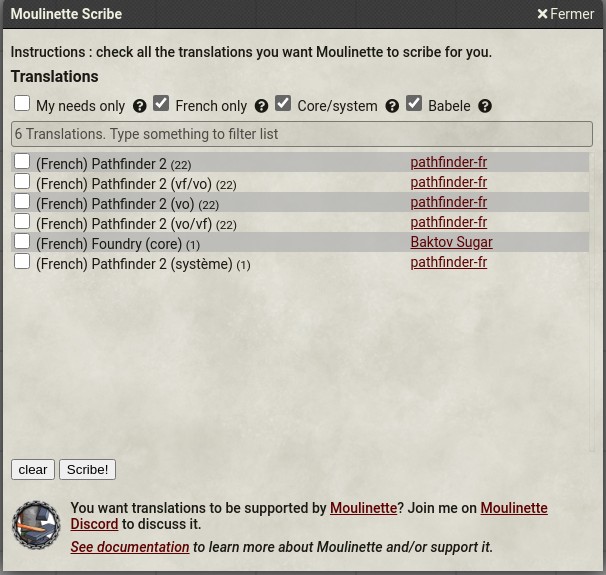 Moulinette Scribe
Fermer
Instructions : check all the translations you want Moulinette to scribe for you.
Translations
My needs only
French only
Core/system
Babele
6 Translations. Type something to filter list
(French) Pathfinder 2 (22) pathfinder-fr
(French) Pathfinder 2 (vf/vo) (22) pathfinder-fr
(French) Pathfinder 2 (vo) (22) pathfinder-fr
(French) Pathfinder 2 (vo/vf) (22) pathfinder-fr
(French) Foundry (core) (1) Baktov Sugar
(French) Pathfinder 2 (système) (1) pathfinder-fr
clear
Scribe!
You want translations to be supported by Moulinette? Join me on Moulinette
Discord to discuss it.
See documentation to learn more about Moulinette and/or support it.